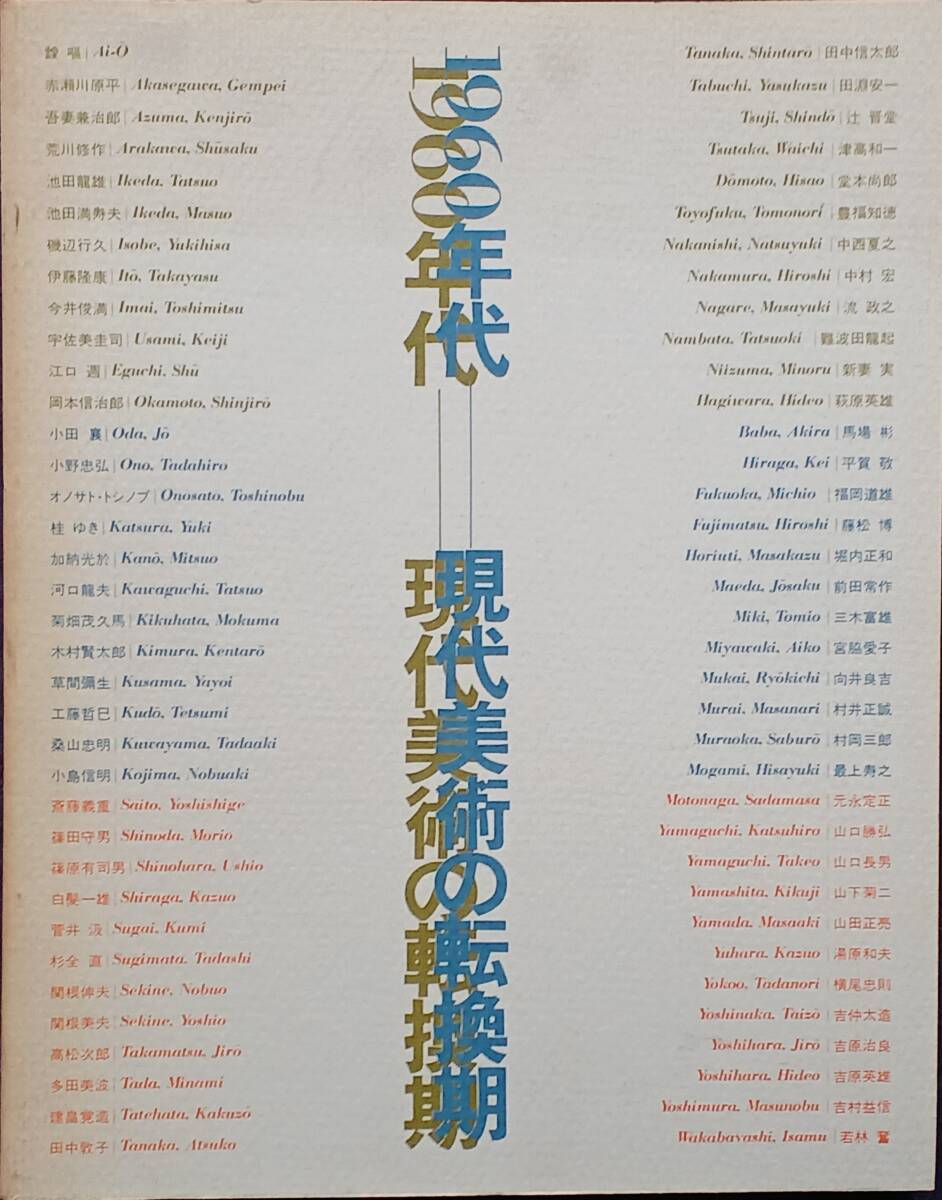 靉嘔 | Ai-Ō
赤瀬川原平 | Akasegawa, Gempei
吾妻兼治郎 | Azuma, Kenjirō
荒川修作 | Arakawa, Shūsaku
池田龍雄 | Ikeda, Tatsuo
池田満寿夫 | Ikeda, Masuo
磯辺行久 | Isobe, Yukihisa
伊藤隆康 | Itō, Takayasu
今井俊満 | Imai, Toshimitsu
宇佐美圭司 | Usami, Keiji
江口 週 | Eguchi, Shū
岡本信治郎 | Okamoto, Shinjirō
小田 襄 | Oda, Jō
小野忠弘 | Ono, Tadahiro
オノサト・トシノブ | Onosato, Toshinobu
桂 ゆき | Katsura, Yuki
加納光於 | Kanō, Mitsuo
河口龍夫 | Kawaguchi, Tatsuo
菊畑茂久馬 | Kikuhata, Mokuma
木村賢太郎 | Kimura, Kentarō
草間彌生 | Kusama, Yayoi
工藤哲巳 | Kudō, Tetsumi
桑山忠明 | Kuwayama, Tadaaki
小島信明 | Kojima, Nobuaki
斎藤義重 | Saito, Yoshishige
篠田守男 | Shinoda, Morio
篠原有司男 | Shinohara, Ushio
白髪一雄 | Shiraga, Kazuo
菅井 汲 | Sugai, Kumi
杉全 直 | Sugimata, Tadashi
関根伸夫 | Sekine, Nobuo
関根美夫 | Sekine, Yoshio
高松次郎 | Takamatsu, Jirō
多田美波 | Tada, Minami
建畠覚造 | Tatehata, Kakuzō
田中敦子 | Tanaka, Atsuko
1960年代——現代美術の転換期
1960年代——現代美術の転換期
Tanaka, Shintarō | 田中信太郎
Tabuchi, Yasukazu | 田淵安一
Tsuji, Shindō | 辻 晉堂
Tsutaka, Waichi | 津高和一
Dōmoto, Hisao | 堂本尚郎
Toyofuku, Tomonori | 豊福知徳
Nakanishi, Natsuyuki | 中西夏之
Nakamura, Hiroshi | 中村 宏
Nagare, Masayuki | 流 政之
Nambata, Tatsuoki | 難波田龍起
Niizuma, Minoru | 新妻 実
Hagiwara, Hideo | 萩原英雄
Baba, Akira | 馬場 彬
Hiraga, Kei | 平賀 敬
Fukuoka, Michio | 福岡道雄
Fujimatsu, Hiroshi | 藤松 博
Horiuti, Masakazu | 堀内正和
Maeda, Jōsaku | 前田常作
Miki, Tomio | 三木富雄
Miyawaki, Aiko | 宮脇愛子
Mukai, Ryōkichi | 向井良吉
Murai, Masanari | 村井正誠
Muraoka, Saburō | 村岡三郎
Mogami, Hisayuki | 最上寿之
Motonaga, Sadamasa | 元永定正
Yamaguchi, Katsuhiro | 山口勝弘
Yamaguchi, Takeo | 山口長男
Yamashita, Kikuji | 山下菊二
Yamada, Masaaki | 山田正亮
Yuhara, Kazuo | 湯原和夫
Yokoo, Tadanori | 横尾忠則
Yoshinaka, Taizō | 吉仲太造
Yoshihara, Jirō | 吉原治良
Yoshihara, Hideo | 吉原英雄
Yoshimura, Masunobu | 吉村益信
Wakabayashi, Isamu | 若林 奮